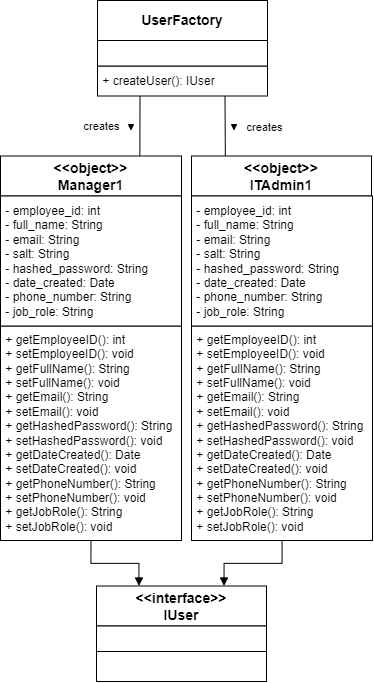 UserFactory
+ createUser(): IUser
creates ▼
▼ creates
<<object>>
Manager1
- employee_id: int
- full_name: String
- email: String
- salt: String
- hashed_password: String
- date_created: Date
- phone_number: String
- job_role: String
+ getEmployeeID(): int
+ setEmployeeID(): void
+ getFullName(): String
+ setFullName(): void
+ getEmail(): String
+ setEmail(): void
+ getHashedPassword(): String
+ setHashedPassword(): void
+ getDateCreated(): Date
+ setDateCreated(): void
+ getPhoneNumber(): String
+ setPhoneNumber(): void
+ getJobRole(): String
+ setJobRole(): void
<<object>>
ITAdmin1
- employee_id: int
- full_name: String
- email: String
- salt: String
- hashed_password: String
- date_created: Date
- phone_number: String
- job_role: String
+ getEmployeeID(): int
+ setEmployeeID(): void
+ getFullName(): String
+ setFullName(): void
+ getEmail(): String
+ setEmail(): void
+ getHashedPassword(): String
+ setHashedPassword(): void
+ getDateCreated(): Date
+ setDateCreated(): void
+ getPhoneNumber(): String
+ setPhoneNumber(): void
+ getJobRole(): String
+ setJobRole(): void
<<interface>>
IUser